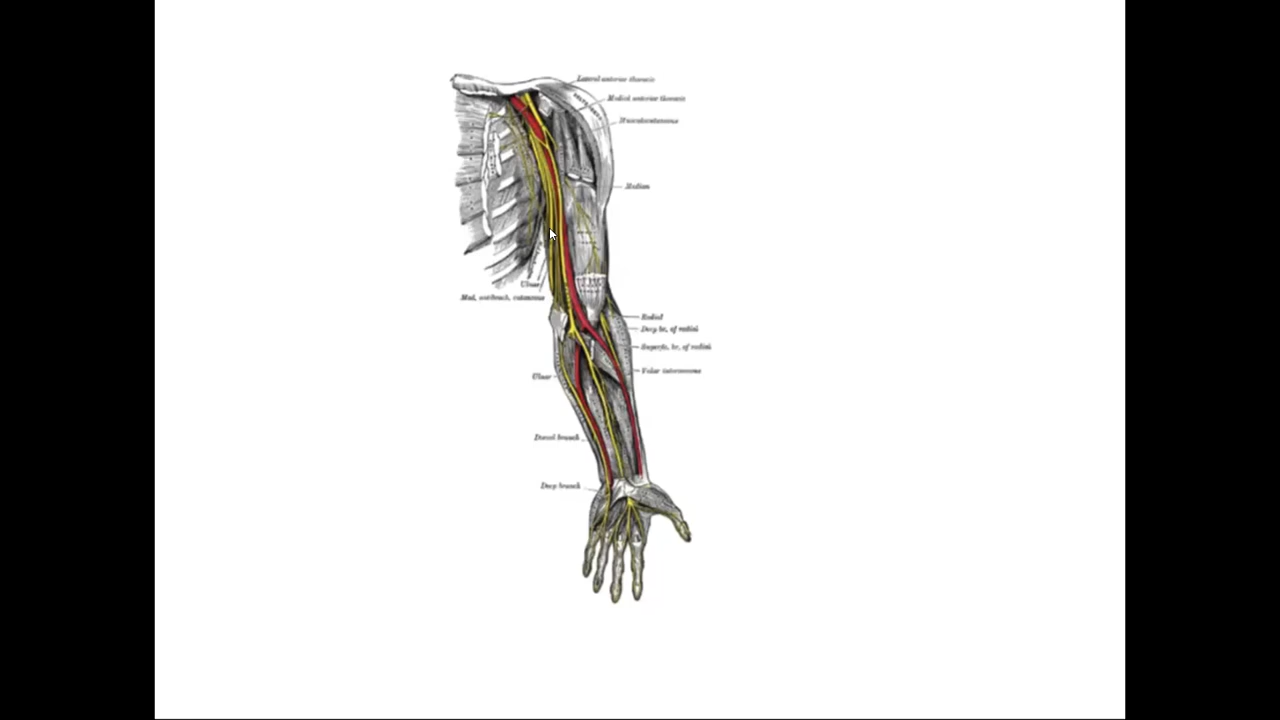 Lateral anterior thoracic
Medial anterior thoracic
Musculocutaneous
Median
Ulnar
Med. antibrach. cutaneous
Radial
Deep br. of radial
Superfic. br. of radial
Volar interosseous
Ulnar
Dorsal branch
Deep branch